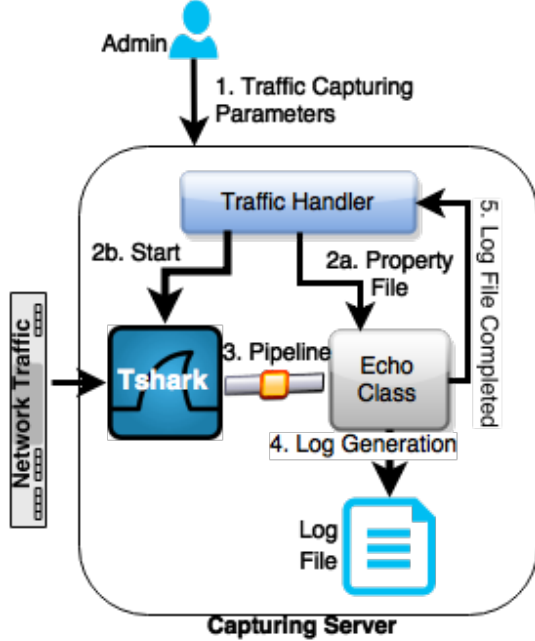 Admin
1. Traffic Capturing
Parameters
Traffic Handler
2b. Start
2a. Property
File
5. Log File Completed
Network Traffic
Tshark
3. Pipeline
Echo
Class
4. Log Generation
Log
File
Capturing Server